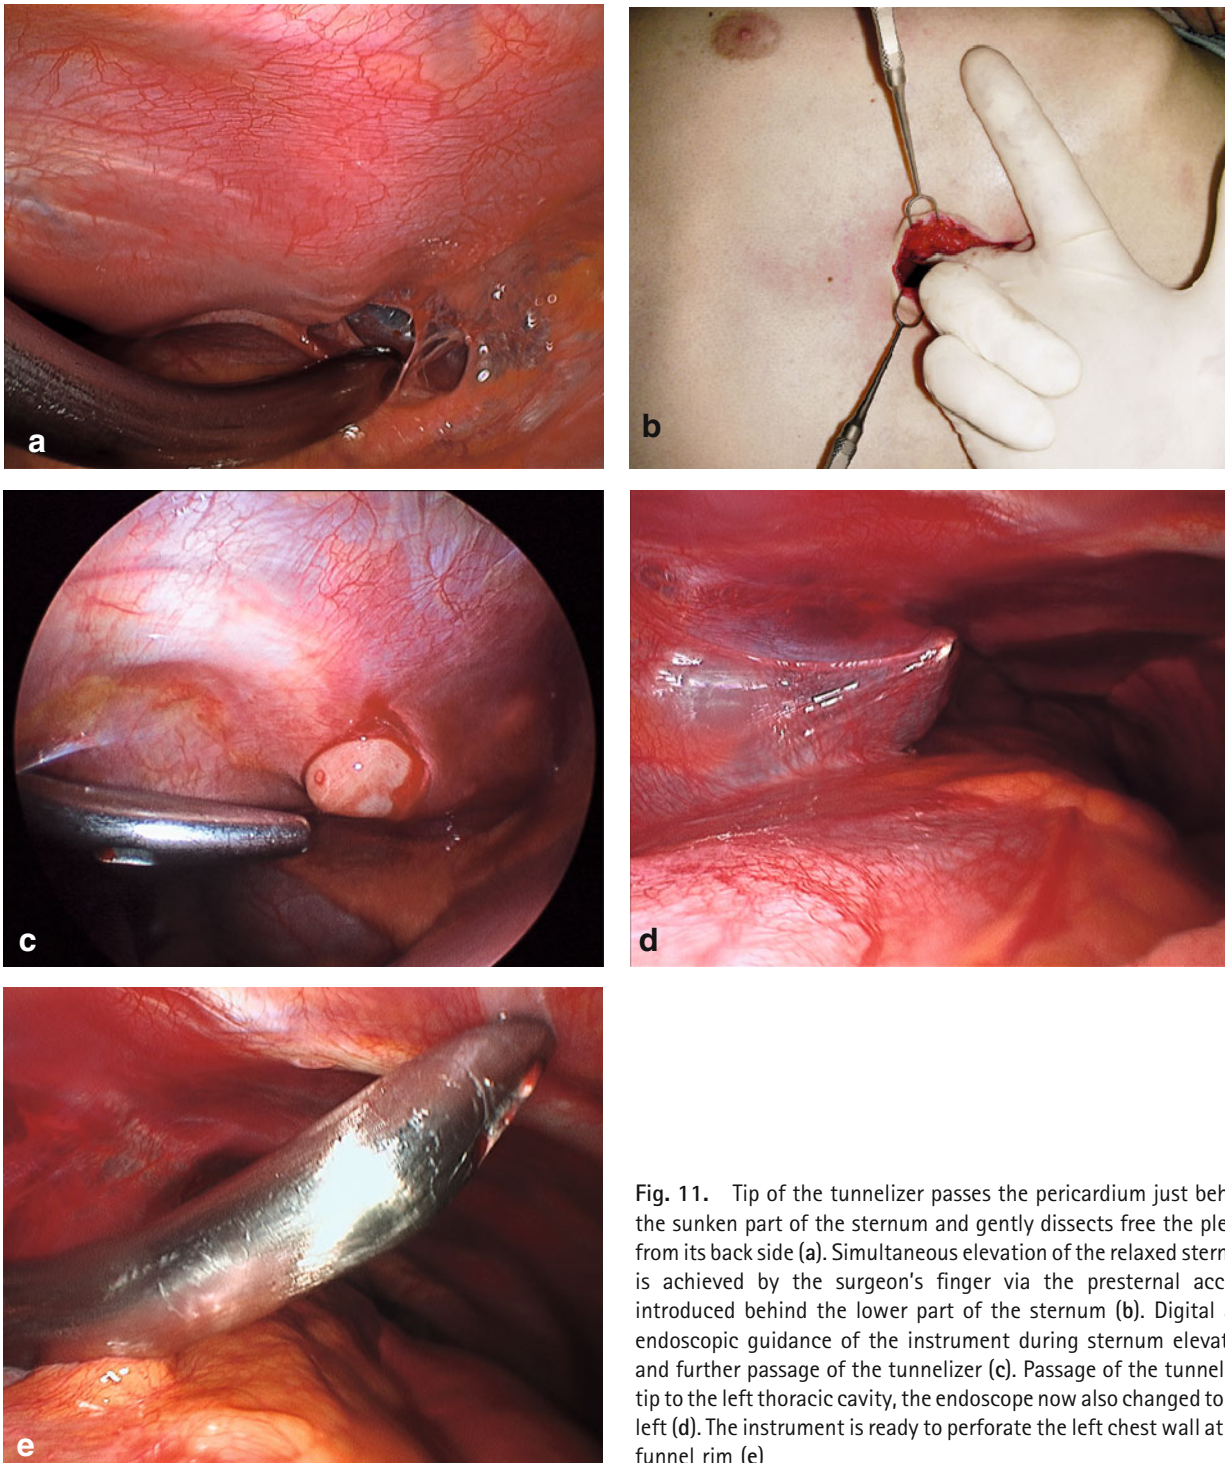 a
b
c
d
e
Fig. 11. Tip of the tunnelizer passes the pericardium just beh
the sunken part of the sternum and gently dissects free the ple
from its back side (a). Simultaneous elevation of the relaxed stern
is achieved by the surgeon's finger via the presternal acc
introduced behind the lower part of the sternum (b). Digital
endoscopic guidance of the instrument during sternum elevat
and further passage of the tunnelizer (c). Passage of the tunnel
tip to the left thoracic cavity, the endoscope now also changed to
left (d). The instrument is ready to perforate the left chest wall at
funnel rim (e)